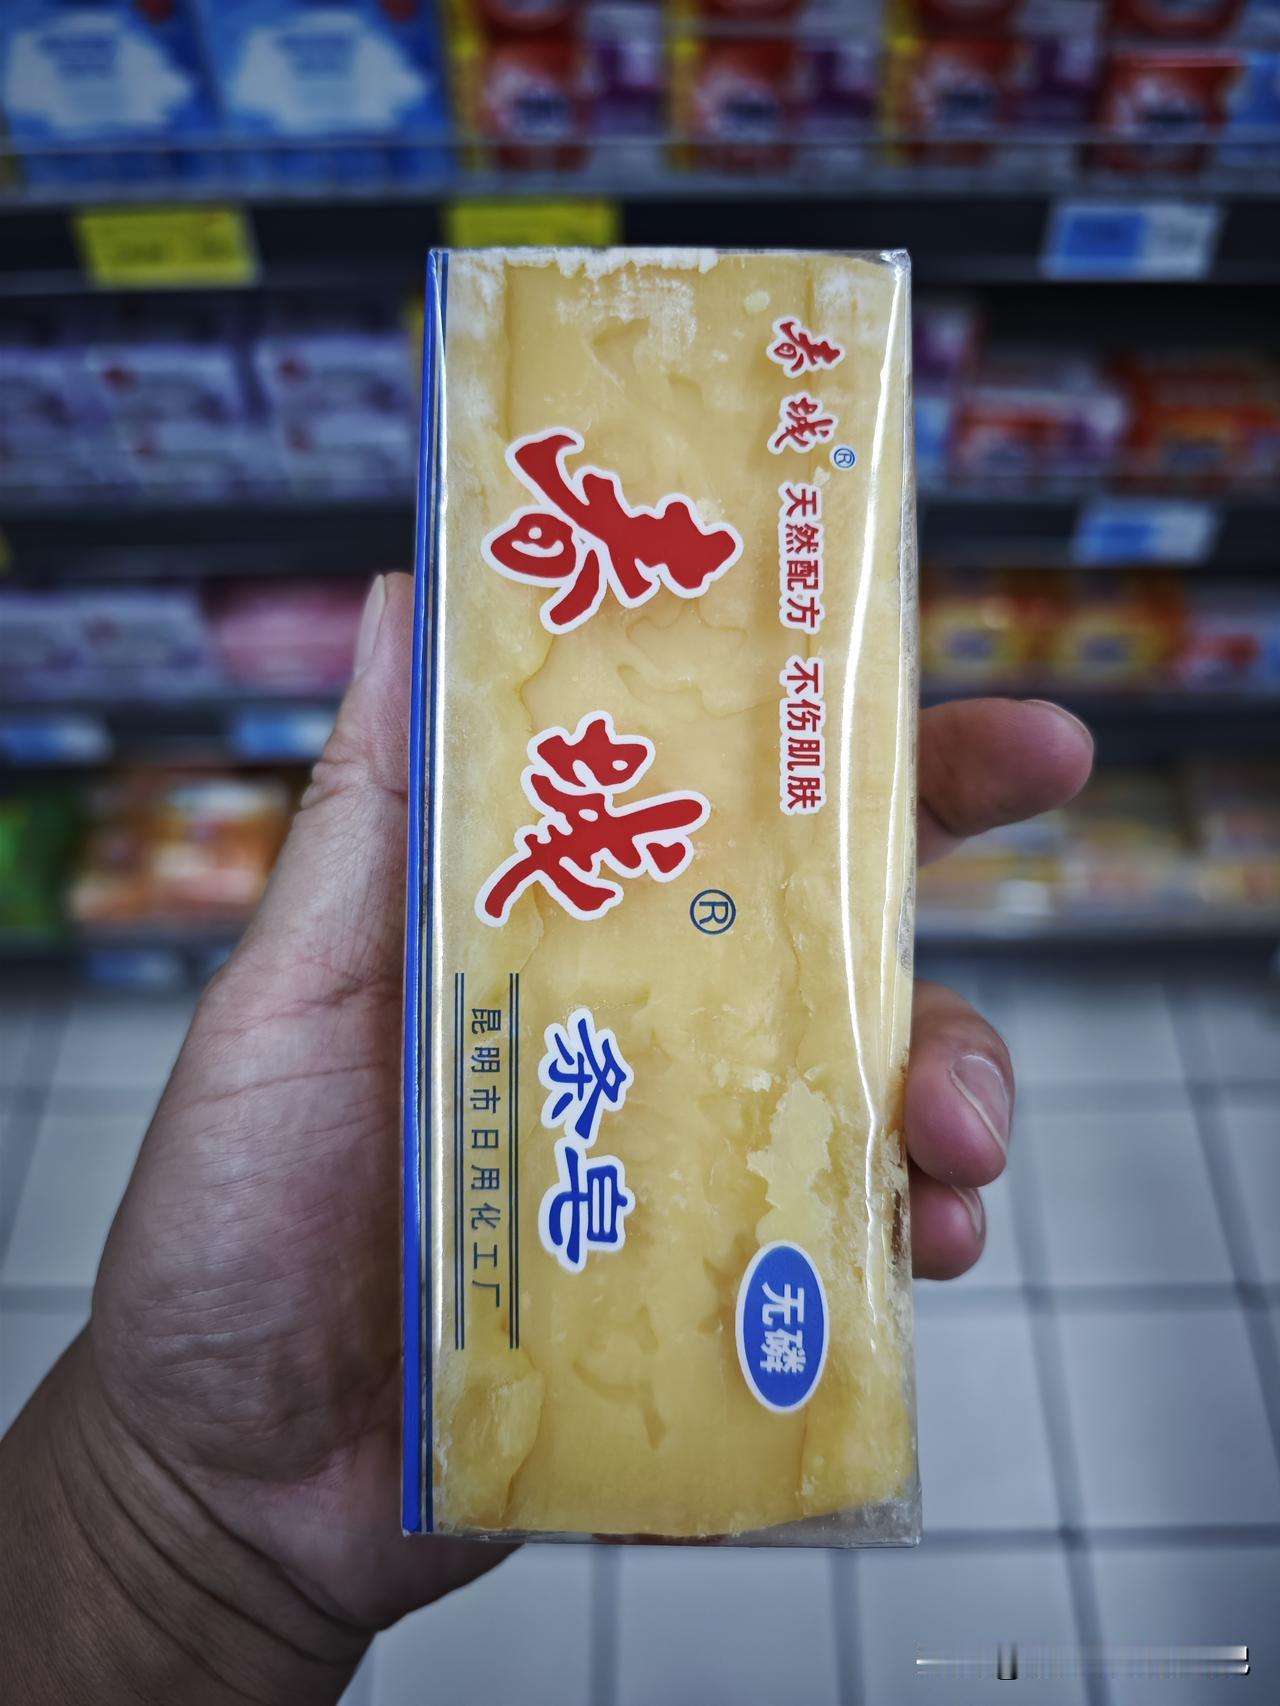 春城® 天然配方 不伤肌肤
春城®
条皂
昆明市日用化工厂
无磷